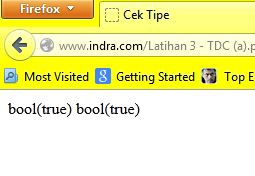 Firefox
Cek Tipe
www.indra.com/Latihan 3 - TDC (a).p
Most Visited Getting Started Top E
bool(true) bool(true)